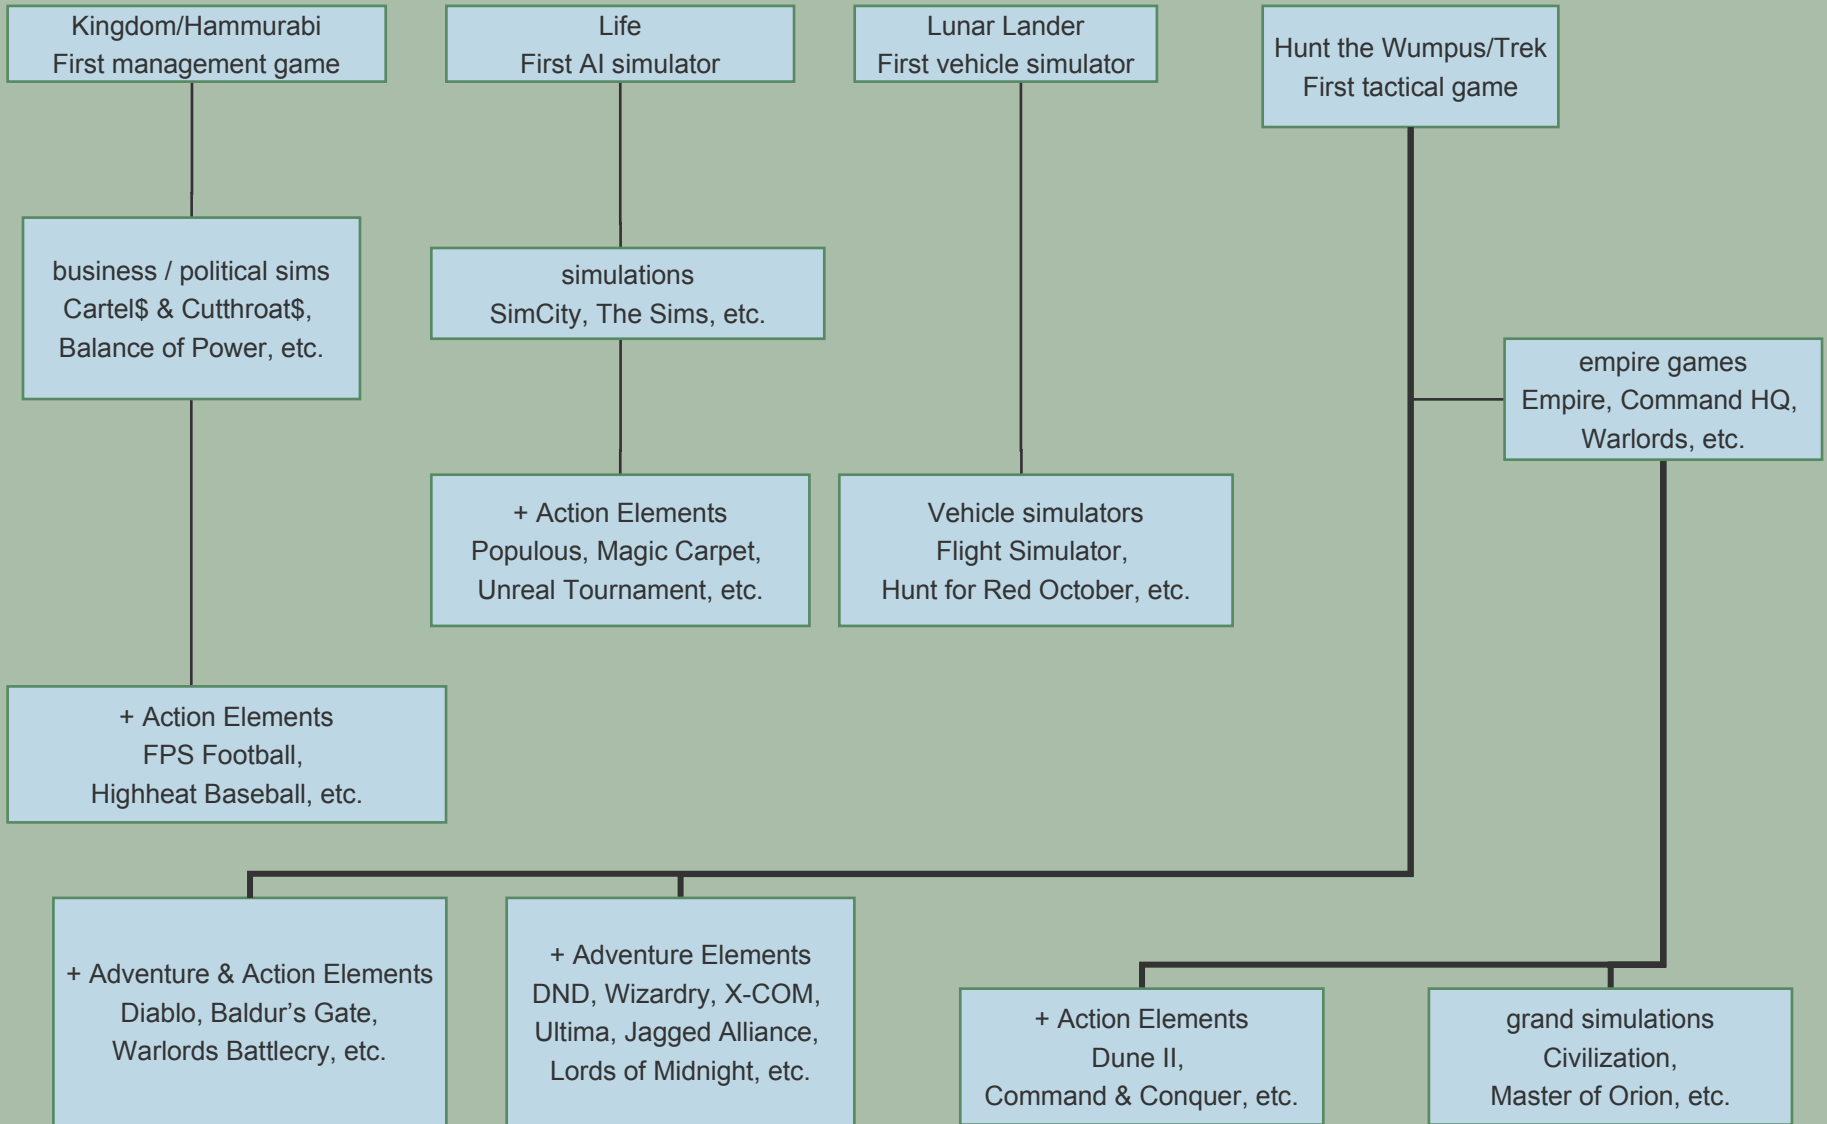 Kingdom/Hammurabi
First management game
Life
First AI simulator
Lunar Lander
First vehicle simulator
Hunt the Wumpus/Trek
First tactical game
business / political sims
Cartel$ & Cutthroat$,
Balance of Power, etc.
simulations
SimCity, The Sims, etc.
empire games
Empire, Command HQ,
Warlords, etc.
+ Action Elements
Populous, Magic Carpet,
Unreal Tournament, etc.
Vehicle simulators
Flight Simulator,
Hunt for Red October, etc.
+ Action Elements
FPS Football,
Highheat Baseball, etc.
+ Adventure & Action Elements
Diablo, Baldur’s Gate,
Warlords Battlecry, etc.
+ Adventure Elements
DND, Wizardry, X-COM,
Ultima, Jagged Alliance,
Lords of Midnight, etc.
+ Action Elements
Dune II,
Command & Conquer, etc.
grand simulations
Civilization,
Master of Orion, etc.